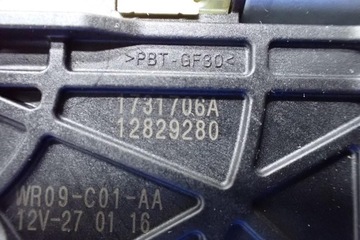 >PBT-GF30<
1731706A
12829280
WR09-C01-AA
12V-27 01 16